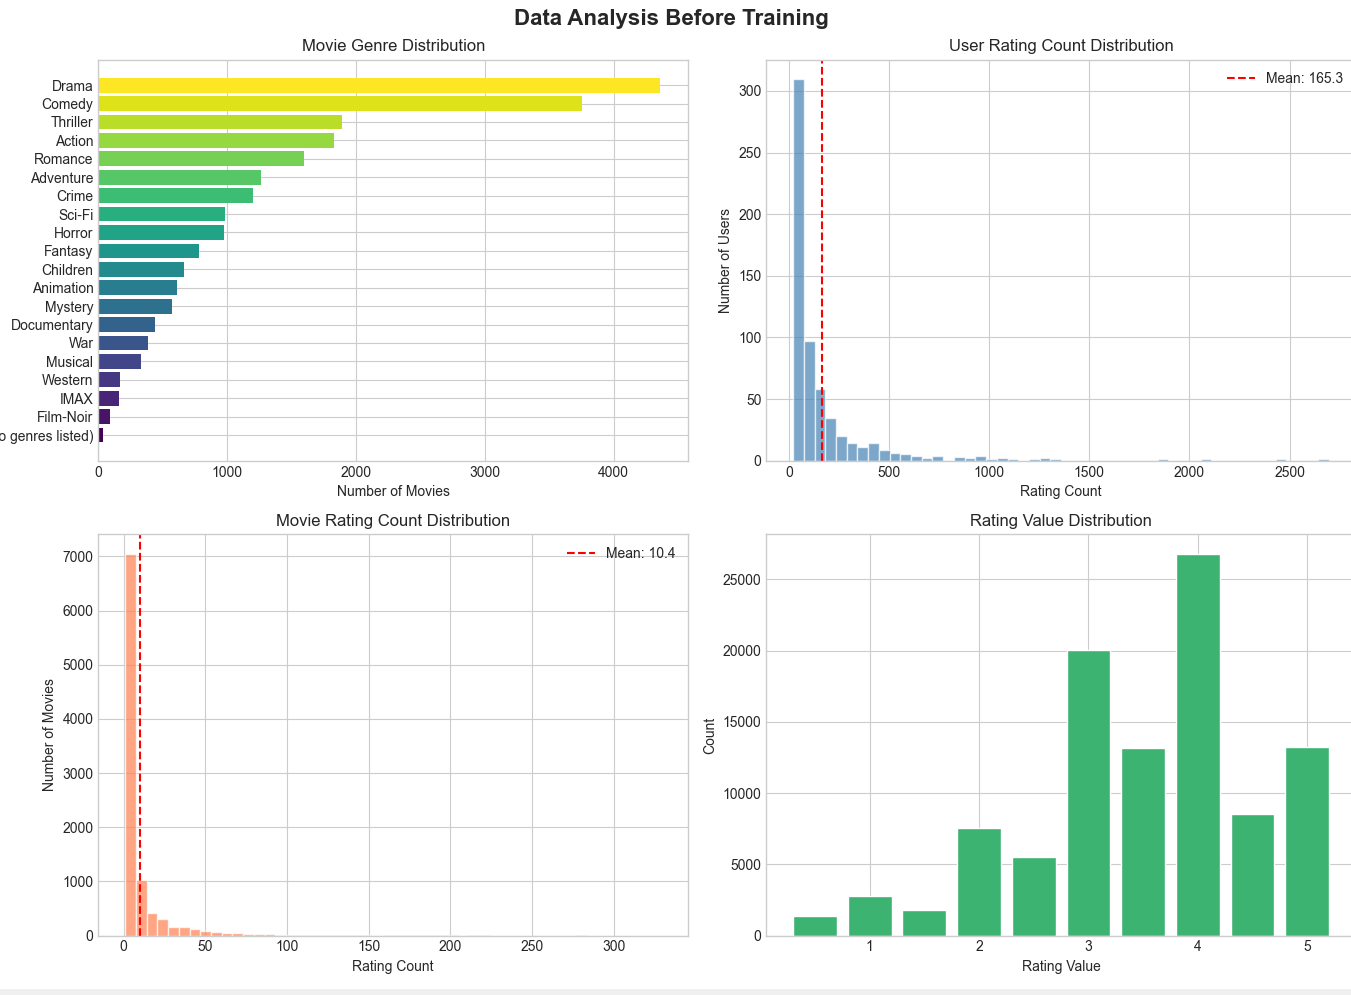 Data Analysis Before Training
Movie Genre Distribution
Drama
Comedy
Thriller
Action
Romance
Adventure
Crime
Sci-Fi
Horror
Fantasy
Children
Animation
Mystery
Documentary
War
Musical
Western
IMAX
Film-Noir
o genres listed)
0 1000 2000 3000 4000
Number of Movies
User Rating Count Distribution
Mean: 165.3
300
250
200
150
100
50
0
Number of Users
0 500 1000 1500 2000 2500
Rating Count
Movie Rating Count Distribution
Mean: 10.4
7000
6000
5000
4000
3000
2000
1000
0
Number of Movies
0 50 100 150 200 250 300
Rating Count
Rating Value Distribution
25000
20000
15000
10000
5000
0
Count
1 2 3 4 5
Rating Value